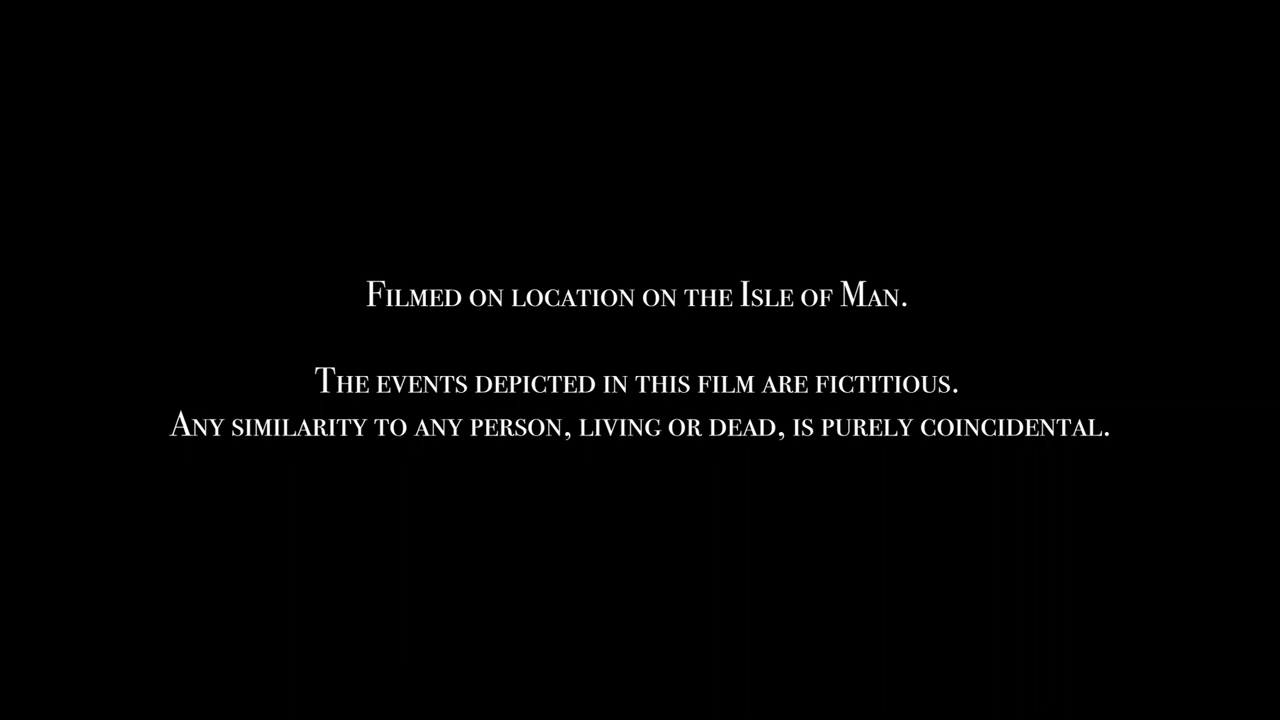 Filmed on location on the Isle of Man.
The events depicted in this film are fictitious.
Any similarity to any person, living or dead, is purely coincidental.